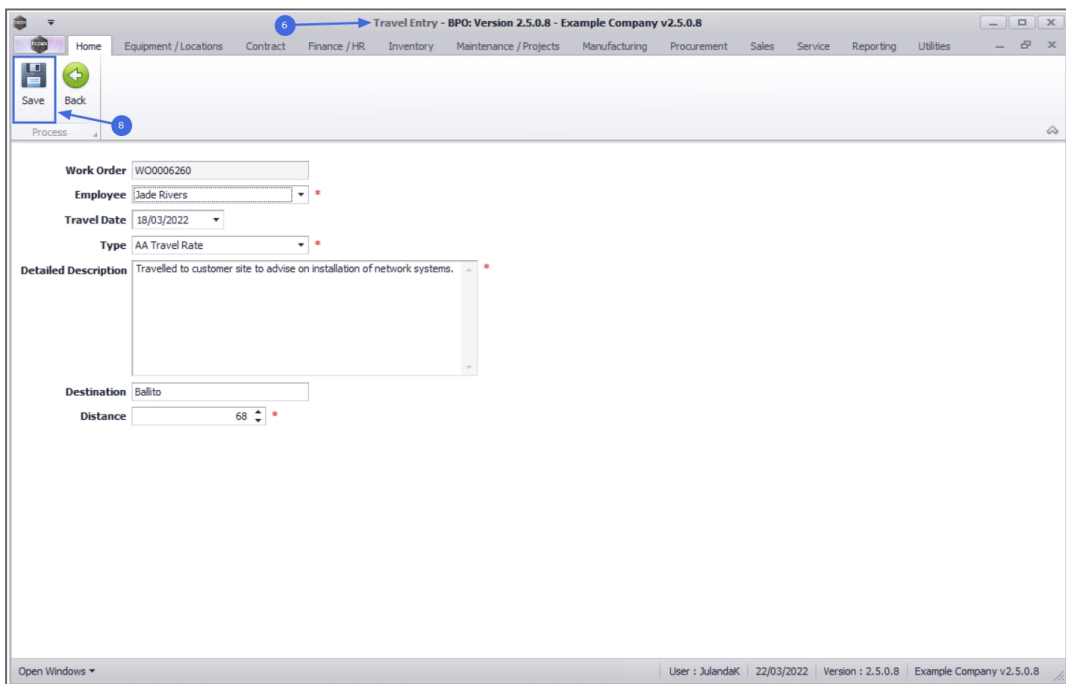 6
Travel Entry - BPO: Version 2.5.0.8 - Example Company v2.5.0.8
Home Equipment / Locations Contract Finance / HR Inventory Maintenance / Projects Manufacturing Procurement Sales Service Reporting Utilities
Save Back
8
Process
Work Order WO0006260
Employee Jade Rivers *
Travel Date 18/03/2022
Type AA Travel Rate *
Detailed Description Travelled to customer site to advise on installation of network systems. *
Destination Ballito
Distance 68 *
Open Windows User : JulandaK 22/03/2022 Version : 2.5.0.8 Example Company v2.5.0.8